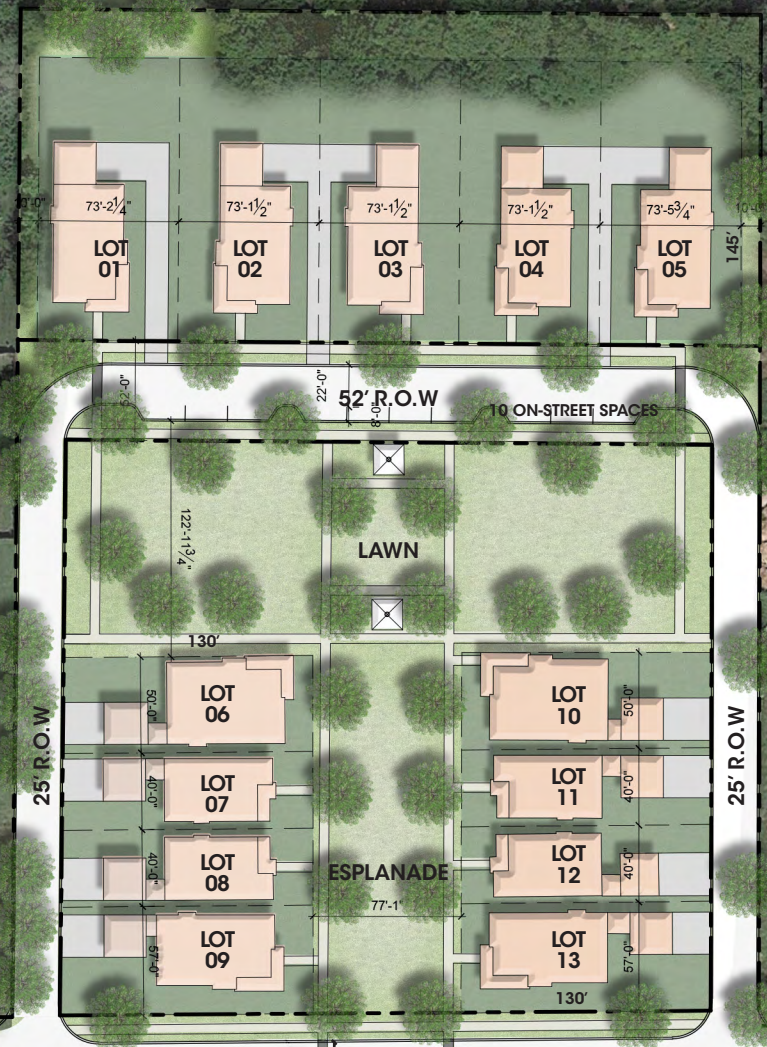 10'-0"
73'-2 1/4"
73'-1 1/2"
73'-1 1/2"
73'-1 1/2"
73'-5 3/4"
10'-0"
LOT
01
LOT
02
LOT
03
LOT
04
LOT
05
145'
52'-0"
22'-0"
8'-0"
52' R.O.W
10 ON-STREET SPACES
122'-11 3/4"
LAWN
130'
LOT
06
50'-0"
LOT
10
50'-0"
25' R.O.W
25' R.O.W
LOT
07
40'-0"
LOT
11
40'-0"
LOT
08
40'-0"
LOT
12
40'-0"
ESPLANADE
77'-1"
LOT
09
57'-0"
LOT
13
57'-0"
130'